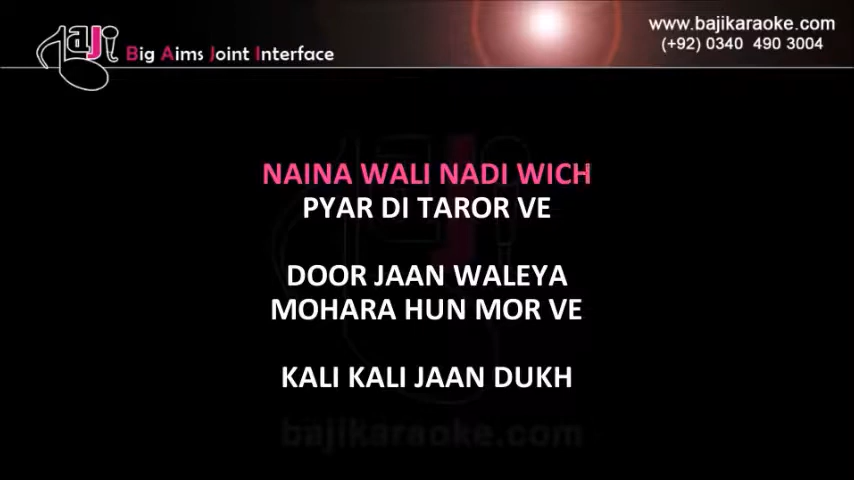 www.bajikaraoke.com
(+92) 0340 490 3004
Baji
Big Aims Joint Interface
NAINA WALI NADI WICH
PYAR DI TAROR VE
DOOR JAAN WALEYA
MOHARA HUN MOR VE
KALI KALI JAAN DUKH
bajikaraoke.com